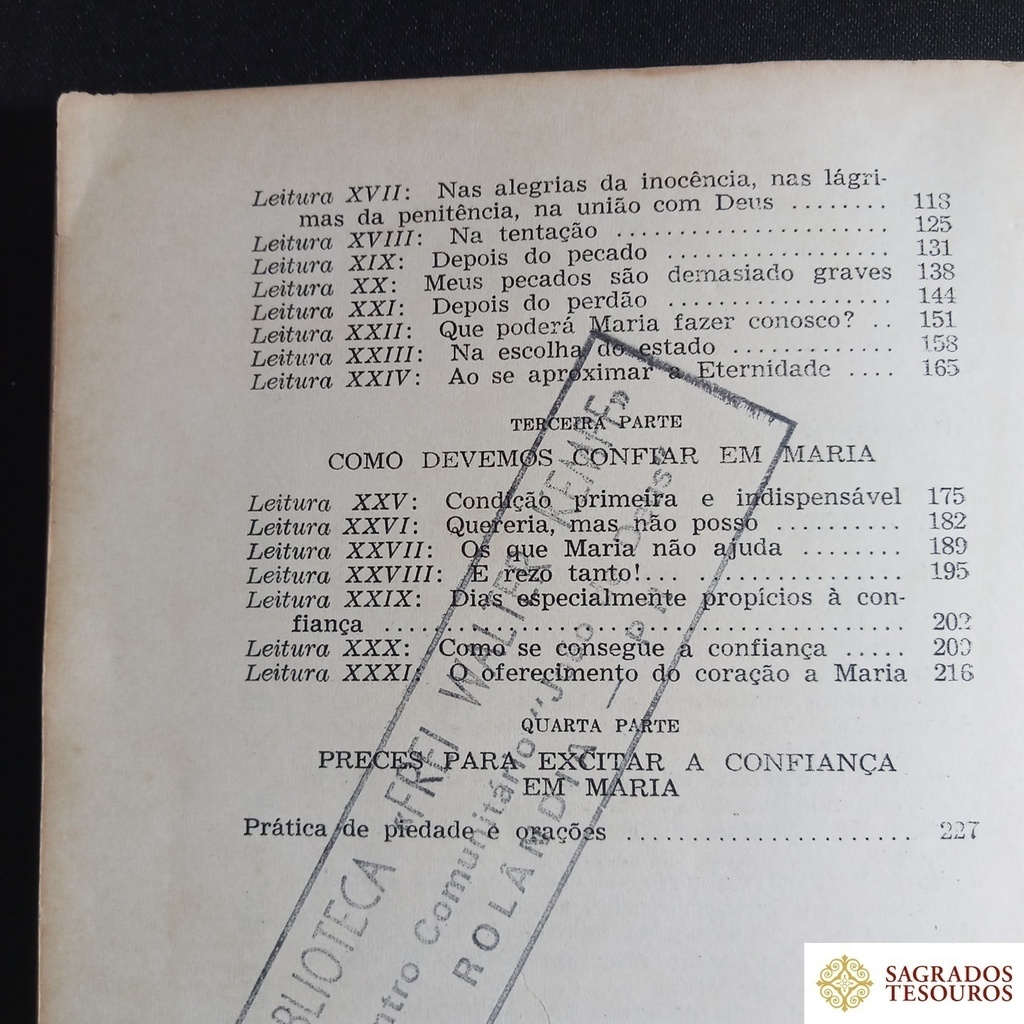 Leitura XVII: Nas alegrias da inocência, nas lágri-
mas da penitência, na união com Deus ........ 118
Leitura XVIII: Na tentação ...................... 125
Leitura XIX: Depois do pecado .................. 131
Leitura XX: Meus pecados são demasiado graves 138
Leitura XXI: Depois do perdão .................. 144
Leitura XXII: Que poderá Maria fazer conosco? .. 151
Leitura XXIII: Na escolha do estado ............. 158
Leitura XXIV: Ao se aproximar a Eternidade .... 165
TERCEIRA PARTE
COMO DEVEMOS CONFIAR EM MARIA
Leitura XXV: Condição primeira e indispensável 175
Leitura XXVI: Quereria, mas não posso .......... 182
Leitura XXVII: Os que Maria não ajuda ........ 189
Leitura XXVIII: E rezo tanto!... ................ 195
Leitura XXIX: Dias especialmente propícios à con-
fiança .......................................... 202
Leitura XXX: Como se consegue a confiança ..... 209
Leitura XXXI: O oferecimento do coração a Maria 216
QUARTA PARTE
PRECES PARA EXCITAR A CONFIANÇA
EM MARIA
Prática de piedade e orações ....................... 227
BIBLIOTECA «FREI WALTER KEMPE»
Centro Comunitário "João de Deus"
ROLÂNDIA — PR
SAGRADOS
TESOUROS